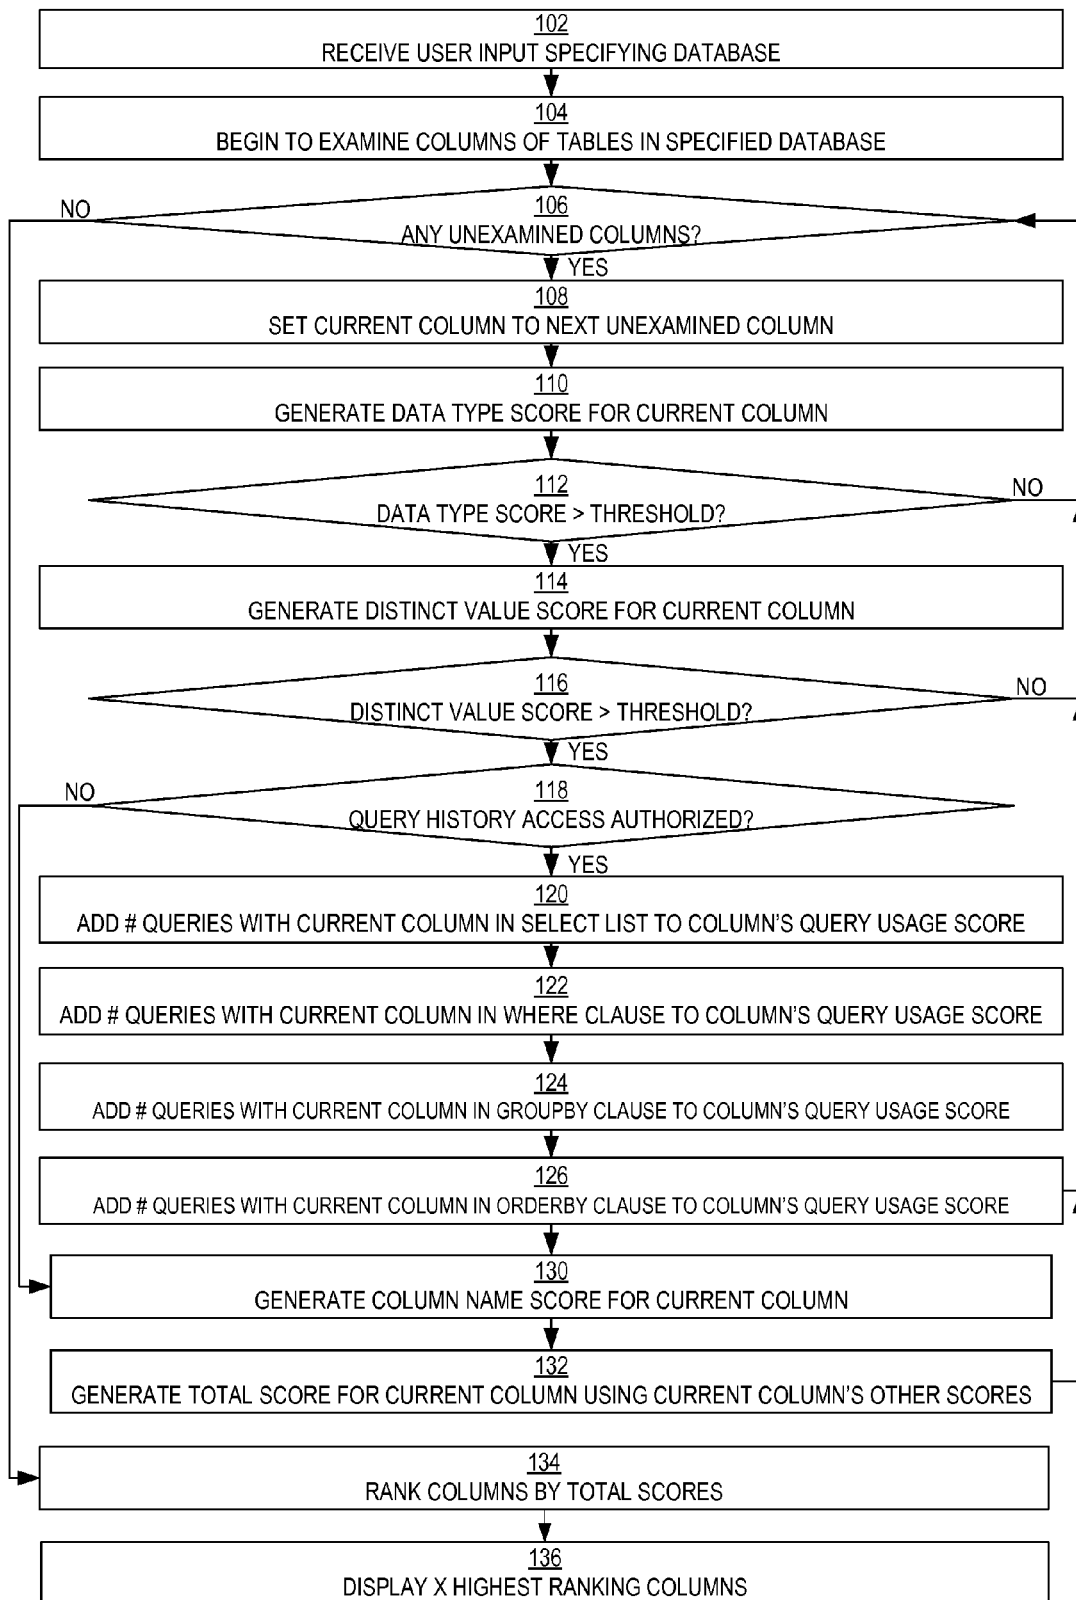 102
RECEIVE USER INPUT SPECIFYING DATABASE
104
BEGIN TO EXAMINE COLUMNS OF TABLES IN SPECIFIED DATABASE
NO
106
ANY UNEXAMINED COLUMNS?
YES
108
SET CURRENT COLUMN TO NEXT UNEXAMINED COLUMN
110
GENERATE DATA TYPE SCORE FOR CURRENT COLUMN
112
NO
DATA TYPE SCORE > THRESHOLD?
YES
114
GENERATE DISTINCT VALUE SCORE FOR CURRENT COLUMN
116
NO
DISTINCT VALUE SCORE > THRESHOLD?
YES
NO
118
QUERY HISTORY ACCESS AUTHORIZED?
YES
120
ADD # QUERIES WITH CURRENT COLUMN IN SELECT LIST TO COLUMN'S QUERY USAGE SCORE
122
ADD # QUERIES WITH CURRENT COLUMN IN WHERE CLAUSE TO COLUMN'S QUERY USAGE SCORE
124
ADD # QUERIES WITH CURRENT COLUMN IN GROUPBY CLAUSE TO COLUMN'S QUERY USAGE SCORE
126
ADD # QUERIES WITH CURRENT COLUMN IN ORDERBY CLAUSE TO COLUMN'S QUERY USAGE SCORE
130
GENERATE COLUMN NAME SCORE FOR CURRENT COLUMN
132
GENERATE TOTAL SCORE FOR CURRENT COLUMN USING CURRENT COLUMN'S OTHER SCORES
134
RANK COLUMNS BY TOTAL SCORES
136
DISPLAY X HIGHEST RANKING COLUMNS